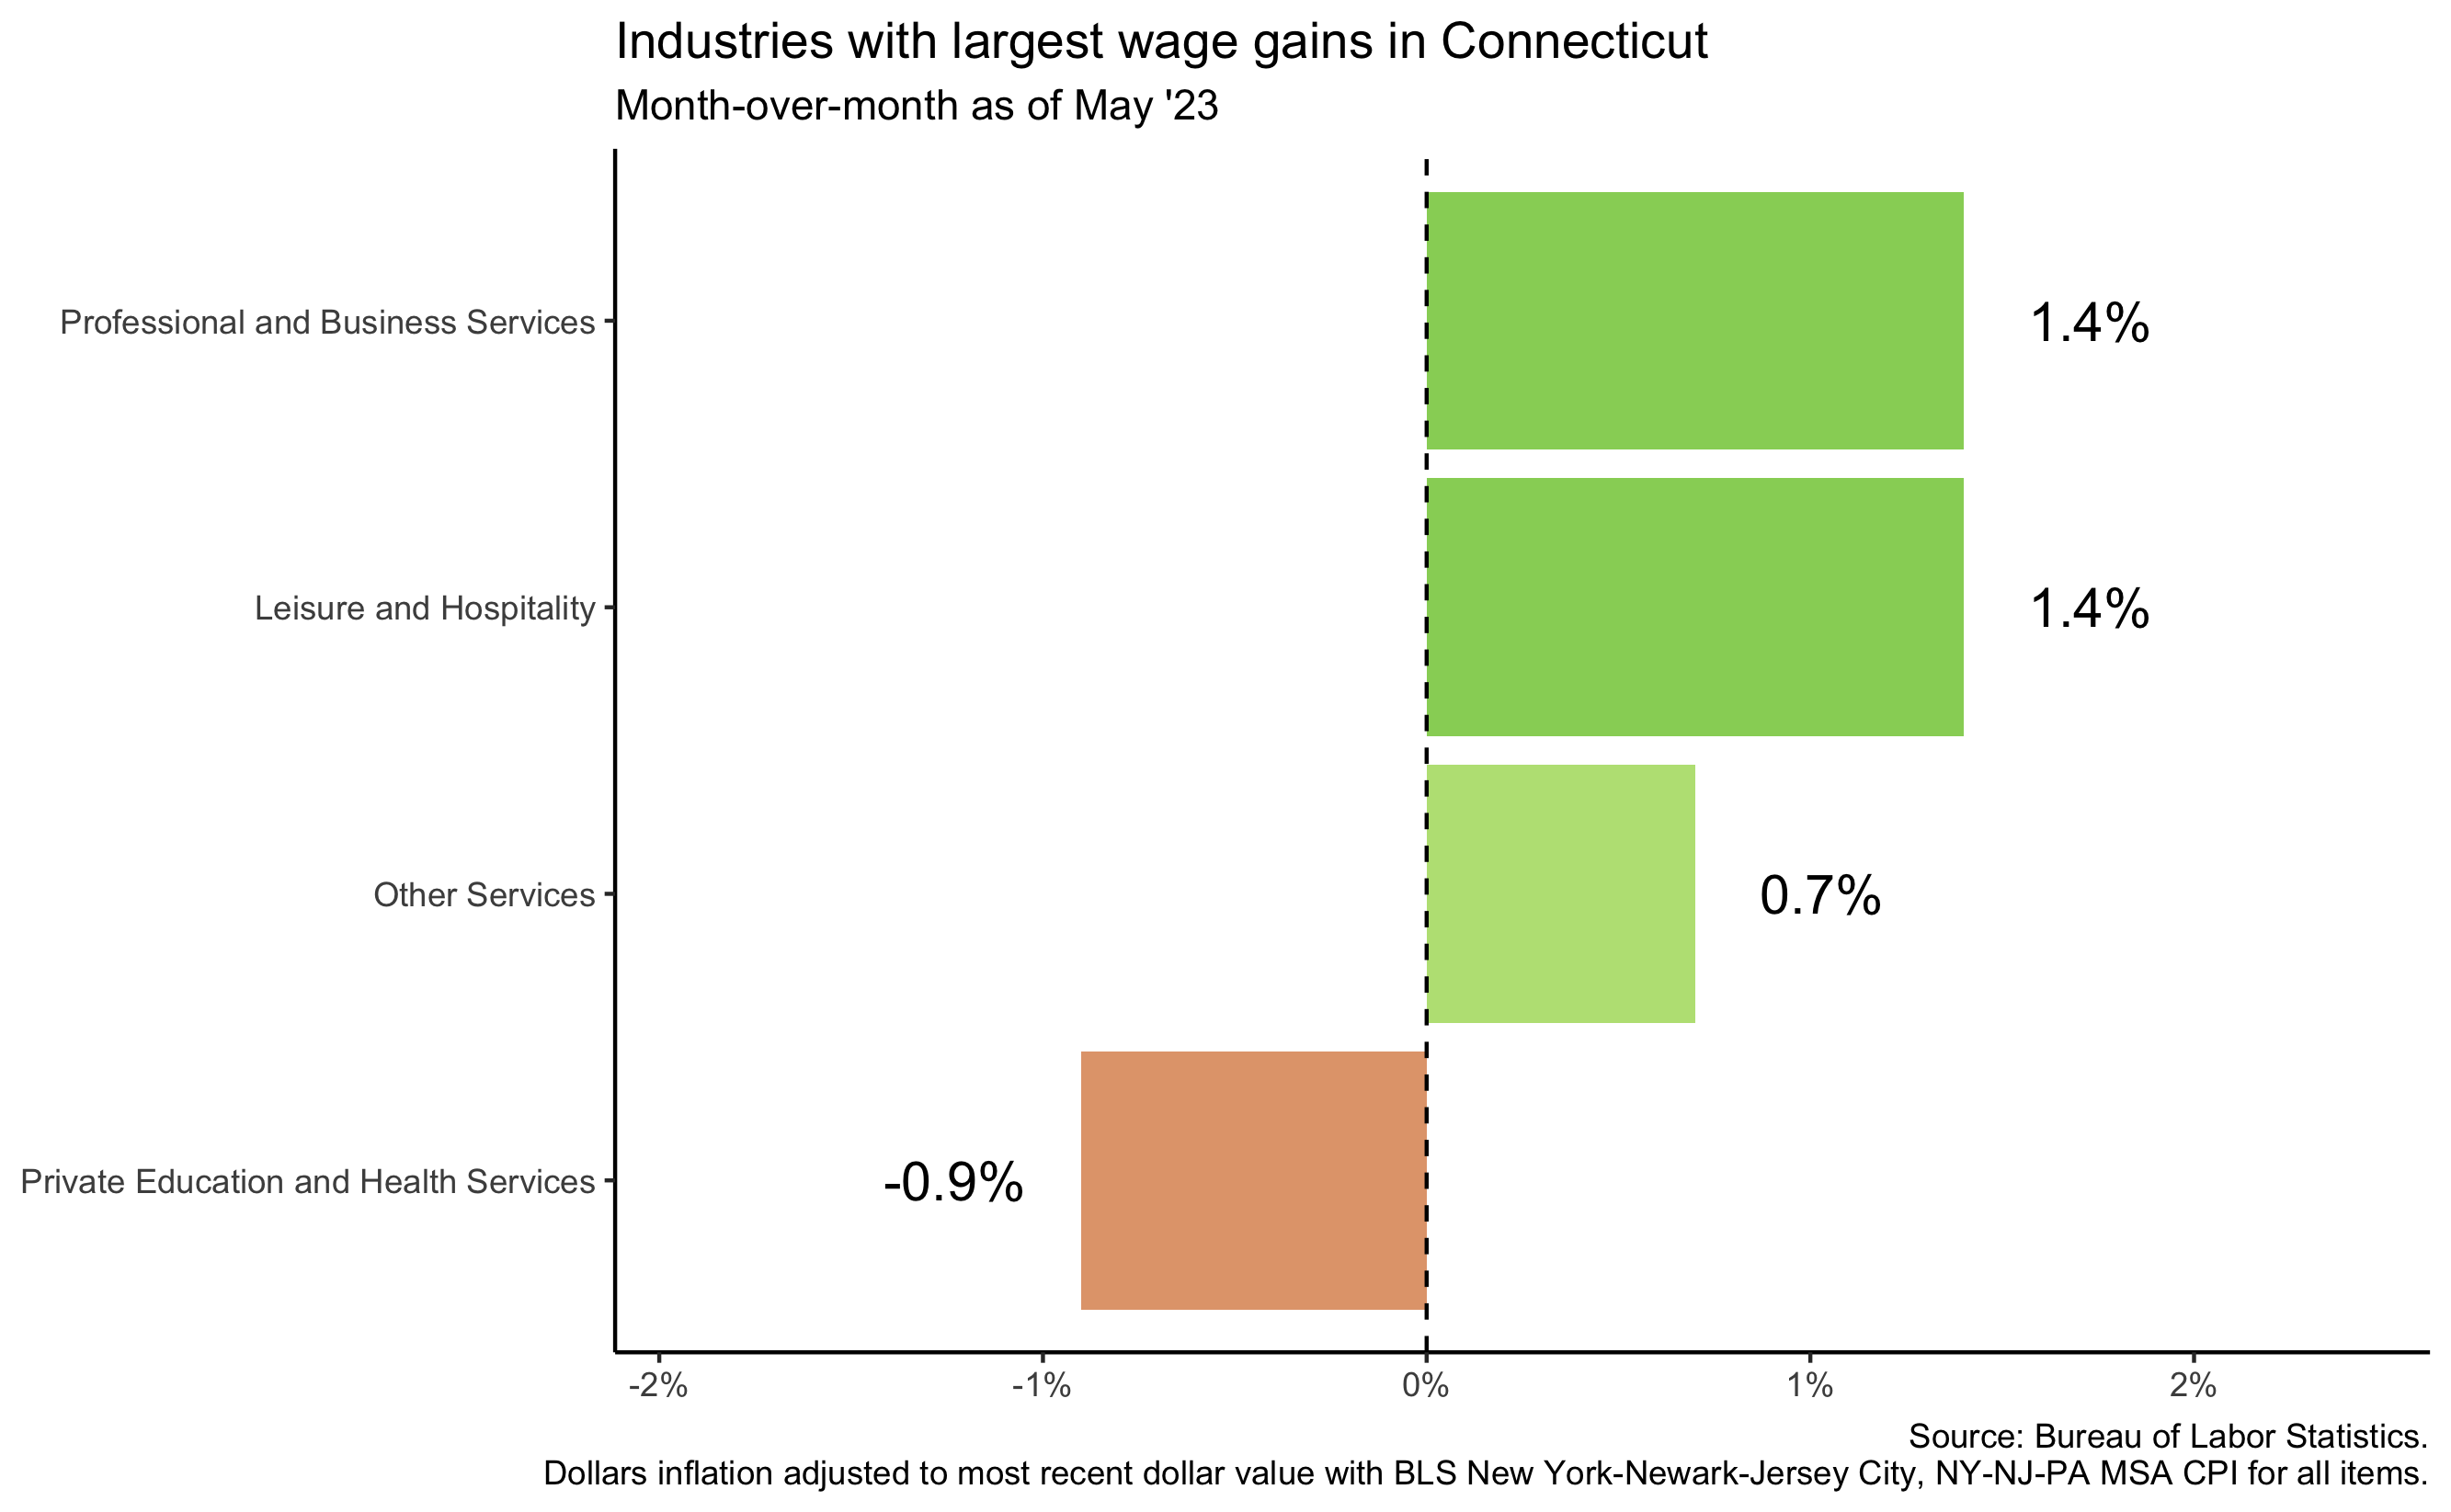 Industries with largest wage gains in Connecticut
Month-over-month as of May '23
Professional and Business Services
1.4%
Leisure and Hospitality
1.4%
Other Services
0.7%
Private Education and Health Services
-0.9%
-2%
-1%
0%
1%
2%
Source: Bureau of Labor Statistics.
Dollars inflation adjusted to most recent dollar value with BLS New York-Newark-Jersey City, NY-NJ-PA MSA CPI for all items.